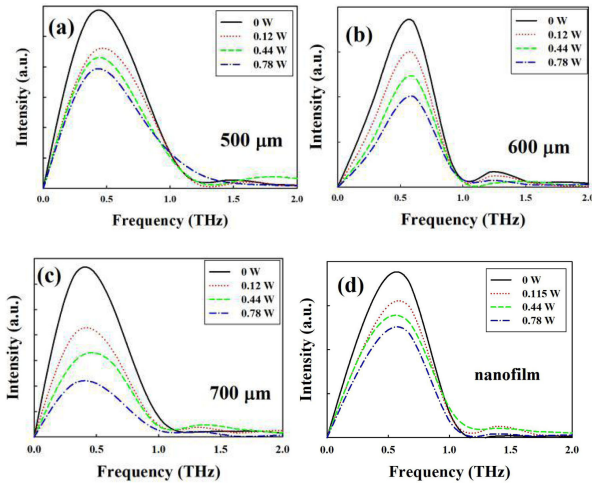 (a)
0 W
0.12 W
0.44 W
0.78 W
500 µm
Intensity (a.u.)
0.0 0.5 1.0 1.5 2.0
Frequency (THz)
(b)
0 W
0.12 W
0.44 W
0.78 W
600 µm
Intensity (a.u.)
0.0 0.5 1.0 1.5 2.0
Frequency (THz)
(c)
0 W
0.12 W
0.44 W
0.78 W
700 µm
Intensity (a.u.)
0.0 0.5 1.0 1.5 2.0
Frequency (THz)
(d)
0 W
0.115 W
0.44 W
0.78 W
nanofilm
Intensity (a.u.)
0.0 0.5 1.0 1.5 2.0
Frequency (THz)